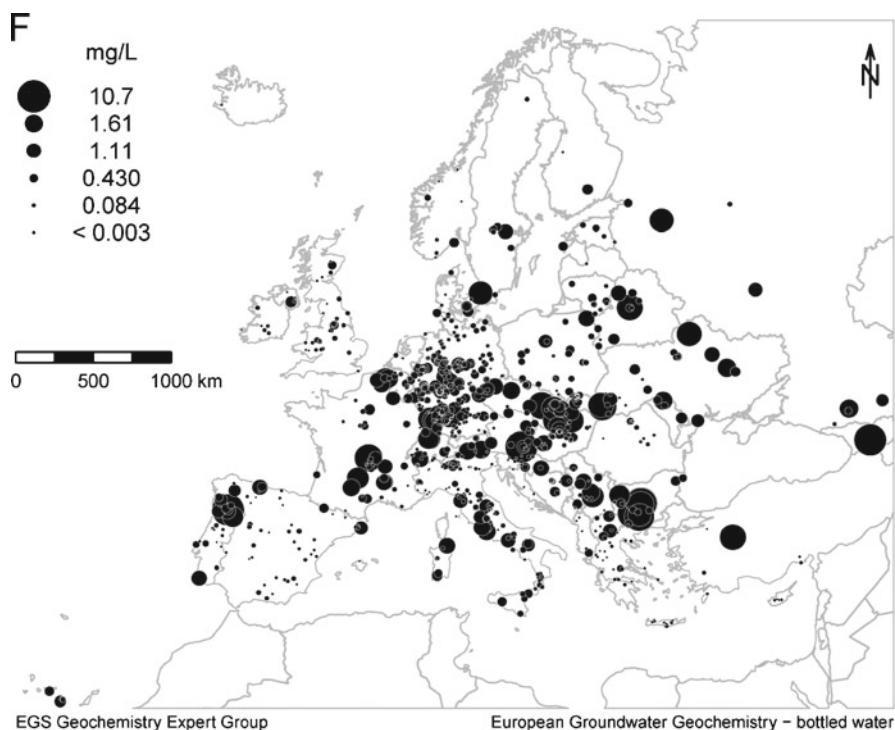 F
mg/L
10.7
1.61
1.11
0.430
0.084
< 0.003
N
0 500 1000 km
EGS Geochemistry Expert Group
European Groundwater Geochemistry – bottled water